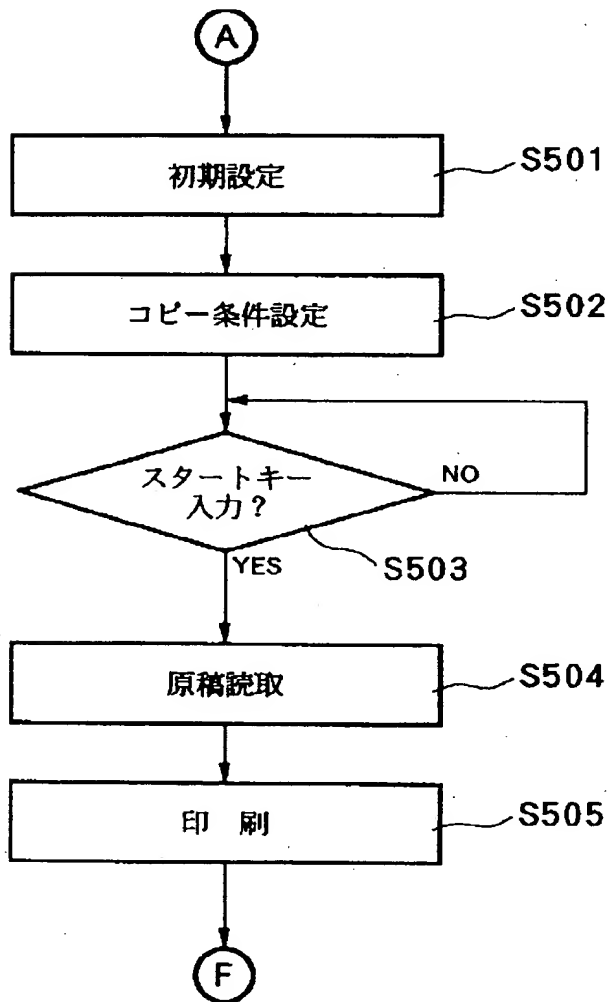 A
初期設定
S501
コピー条件設定
S502
スタートキー
入力?
NO
S503
YES
原稿読取
S504
印 刷
S505
F